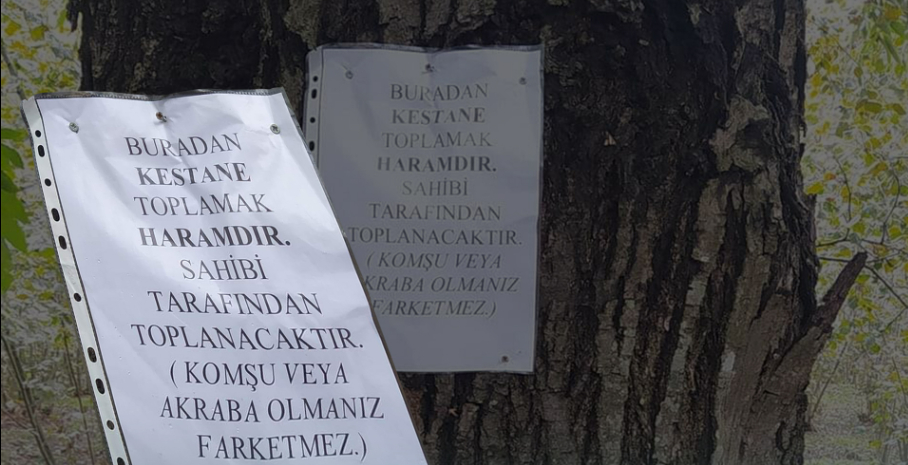 BURADAN
KESTANE
TOPLAMAK
HARAMDIR.
SAHİBİ
TARAFINDAN
TOPLANACAKTIR.
( KOMŞU VEYA
AKRABA OLMANIZ
FARKETMEZ.)
BURADAN
KESTANE
TOPLAMAK
HARAMDIR.
SAHİBİ
TARAFINDAN
TOPLANACAKTIR.
( KOMŞU VEYA
KRABA OLMANIZ
FARKETMEZ.)